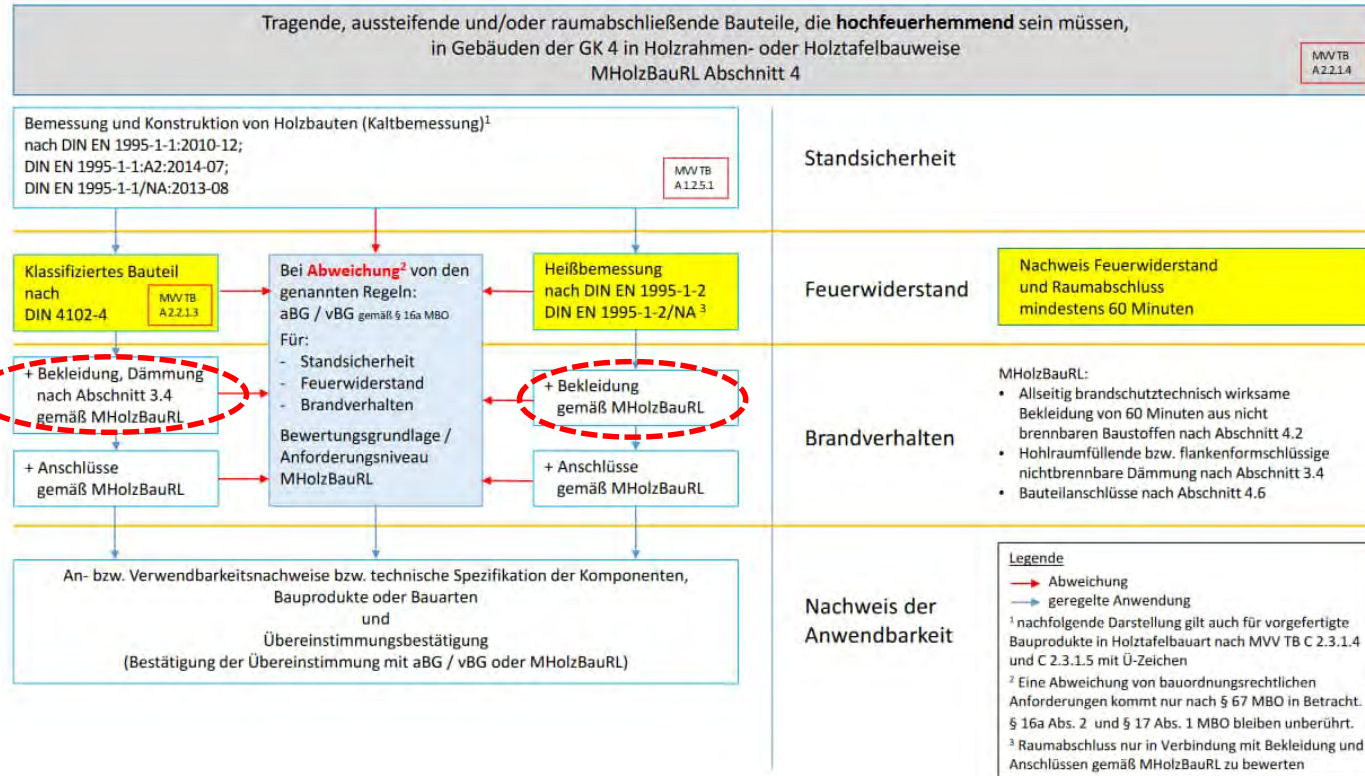 Tragende, aussteifende und/oder raumabschließende Bauteile, die hochfeuerhemmend sein müssen,
in Gebäuden der GK 4 in Holzrahmen- oder Holztafelbauweise
MHolzBauRL Abschnitt 4
MVV TB
A 2.2.1.4
Bemessung und Konstruktion von Holzbauten (Kaltbemessung)¹
nach DIN EN 1995-1-1:2010-12;
DIN EN 1995-1-1:A2:2014-07;
DIN EN 1995-1-1/NA:2013-08
MVV TB
A 1.2.5.1
Standsicherheit
Klassifiziertes Bauteil
nach
DIN 4102-4
MVV TB
A 2.2.1.3
Bei Abweichung² von den
genannten Regeln:
aBG / vBG gemäß § 16a MBO
Für:
- Standsicherheit
- Feuerwiderstand
- Brandverhalten
Bewertungsgrundlage /
Anforderungsniveau
MHolzBauRL
Heißbemessung
nach DIN EN 1995-1-2
DIN EN 1995-1-2/NA ³
Feuerwiderstand
Nachweis Feuerwiderstand
und Raumabschluss
mindestens 60 Minuten
+ Bekleidung, Dämmung
nach Abschnitt 3.4
gemäß MHolzBauRL
+ Bekleidung
gemäß MHolzBauRL
+ Anschlüsse
gemäß MHolzBauRL
+ Anschlüsse
gemäß MHolzBauRL
Brandverhalten
MHolzBauRL:
• Allseitig brandschutztechnisch wirksame
Bekleidung von 60 Minuten aus nicht
brennbaren Baustoffen nach Abschnitt 4.2
• Hohlraumfüllende bzw. flankenformschlüssige
nichtbrennbare Dämmung nach Abschnitt 3.4
• Bauteilanschlüsse nach Abschnitt 4.6
An- bzw. Verwendbarkeitsnachweise bzw. technische Spezifikation der Komponenten,
Bauprodukte oder Bauarten
und
Übereinstimmungsbestätigung
(Bestätigung der Übereinstimmung mit aBG / vBG oder MHolzBauRL)
Nachweis der
Anwendbarkeit
Legende
Abweichung
geregelte Anwendung
¹ nachfolgende Darstellung gilt auch für vorgefertigte
Bauprodukte in Holztafelbauart nach MVV TB C 2.3.1.4
und C 2.3.1.5 mit Ü-Zeichen
² Eine Abweichung von bauordnungsrechtlichen
Anforderungen kommt nur nach § 67 MBO in Betracht.
§ 16a Abs. 2 und § 17 Abs. 1 MBO bleiben unberührt.
³ Raumabschluss nur in Verbindung mit Bekleidung und
Anschlüssen gemäß MHolzBauRL zu bewerten